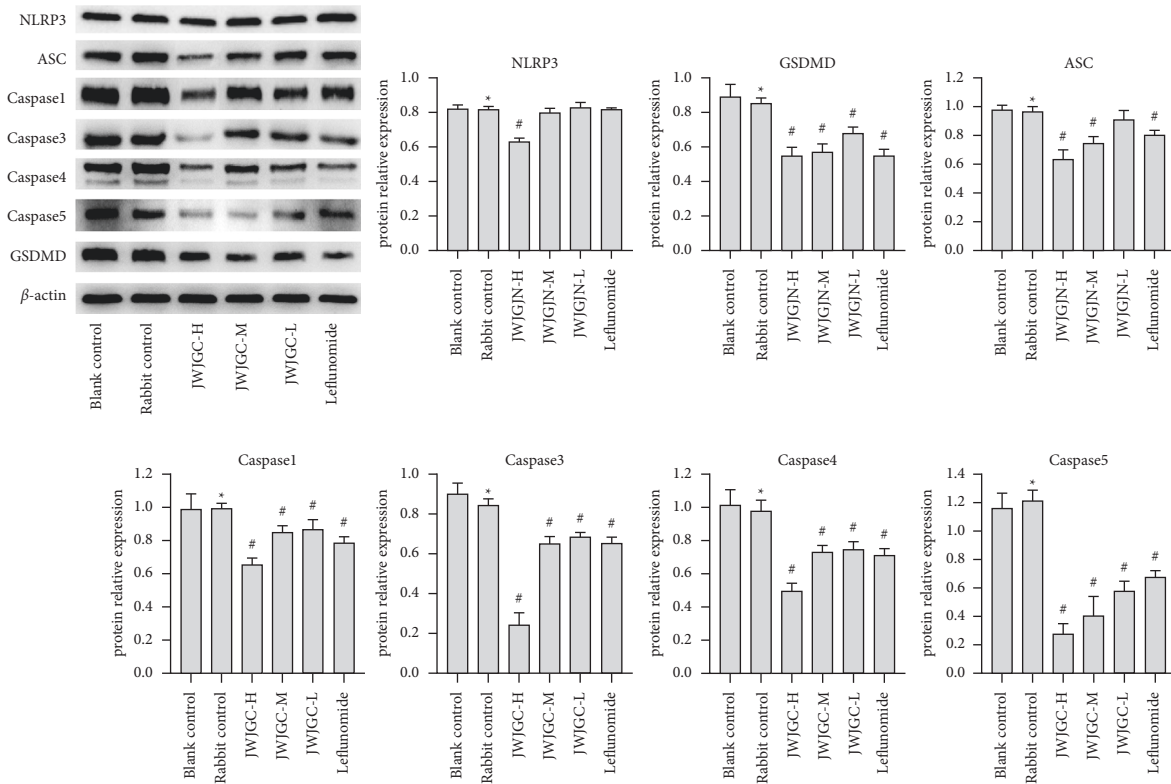 NLRP3
ASC
Caspase1
Caspase3
Caspase4
Caspase5
GSDMD
β-actin
Blank control
Rabbit control
JWJGC-H
JWJGC-M
JWJGC-L
Leflunomide
NLRP3
protein relative expression
1.0
0.8
0.6
0.4
0.2
0.0
*
#
Blank control
Rabbit control
JWJGJN-H
JWJGJN-M
JWJGJN-L
Leflunomide
GSDMD
protein relative expression
1.0
0.8
0.6
0.4
0.2
0.0
*
#
#
#
#
Blank control
Rabbit control
JWJGJN-H
JWJGJN-M
JWJGJN-L
Leflunomide
ASC
protein relative expression
1.2
1.0
0.8
0.6
0.4
0.2
0.0
*
#
#
#
Blank control
Rabbit control
JWJGJN-H
JWJGJN-M
JWJGJN-L
Leflunomide
Caspase1
protein relative expression
1.2
1.0
0.8
0.6
0.4
0.2
0.0
*
#
#
#
#
Blank control
Rabbit control
JWJGC-H
JWJGC-M
JWJGC-L
Leflunomide
Caspase3
protein relative expression
1.0
0.8
0.6
0.4
0.2
0.0
*
#
#
#
#
Blank control
Rabbit control
JWJGC-H
JWJGC-M
JWJGC-L
Leflunomide
Caspase4
protein relative expression
1.2
1.0
0.8
0.6
0.4
0.2
0.0
*
#
#
#
#
Blank control
Rabbit control
JWJGC-H
JWJGC-M
JWJGC-L
Leflunomide
Caspase5
protein relative expression
1.4
1.2
1.0
0.8
0.6
0.4
0.2
0.0
*
#
#
#
#
Blank control
Rabbit control
JWJGC-H
JWJGC-M
JWJGC-L
Leflunomide